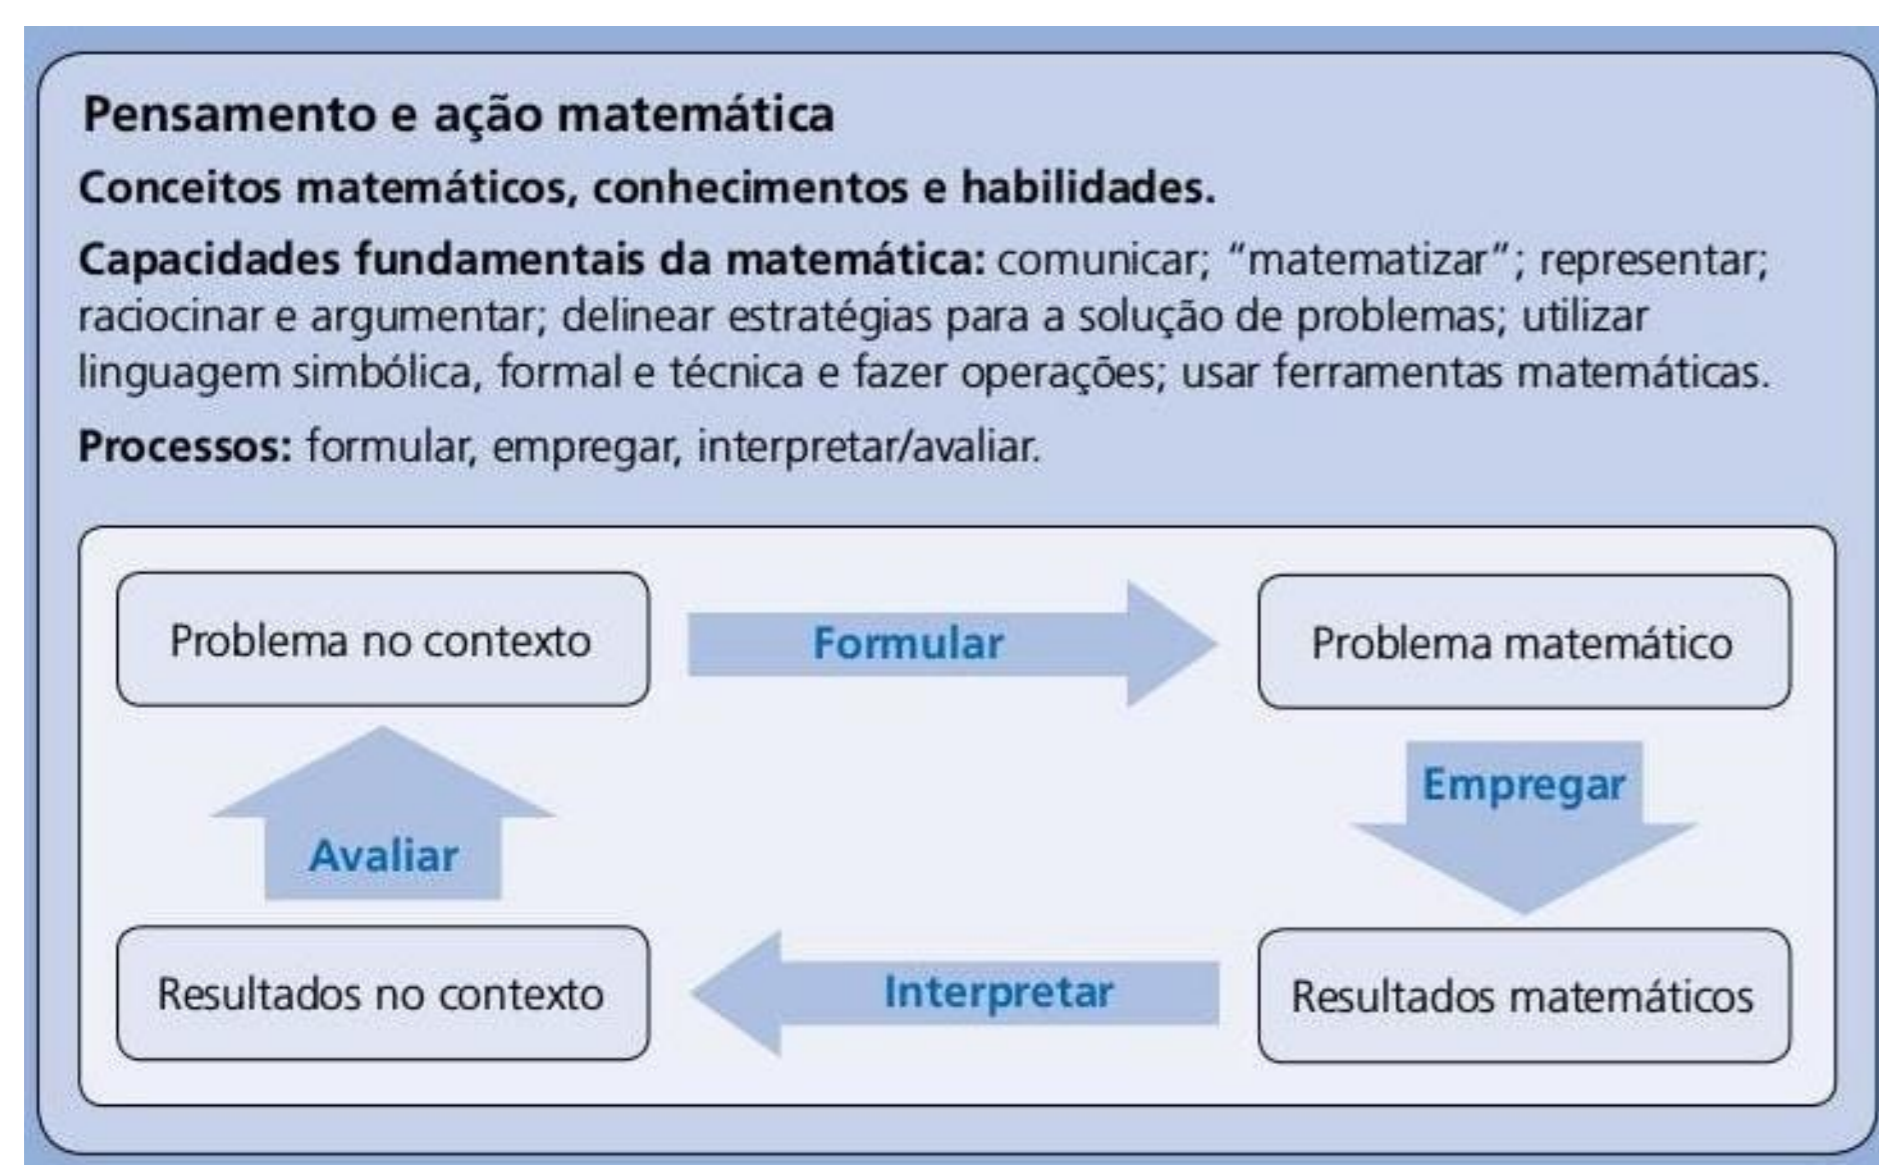 Pensamento e ação matemática
Conceitos matemáticos, conhecimentos e habilidades.
Capacidades fundamentais da matemática: comunicar; “matematizar”; representar;
raciocinar e argumentar; delinear estratégias para a solução de problemas; utilizar
linguagem simbólica, formal e técnica e fazer operações; usar ferramentas matemáticas.
Processos: formular, empregar, interpretar/avaliar.
Problema no contexto
Formular
Problema matemático
Empregar
Avaliar
Resultados no contexto
Interpretar
Resultados matemáticos